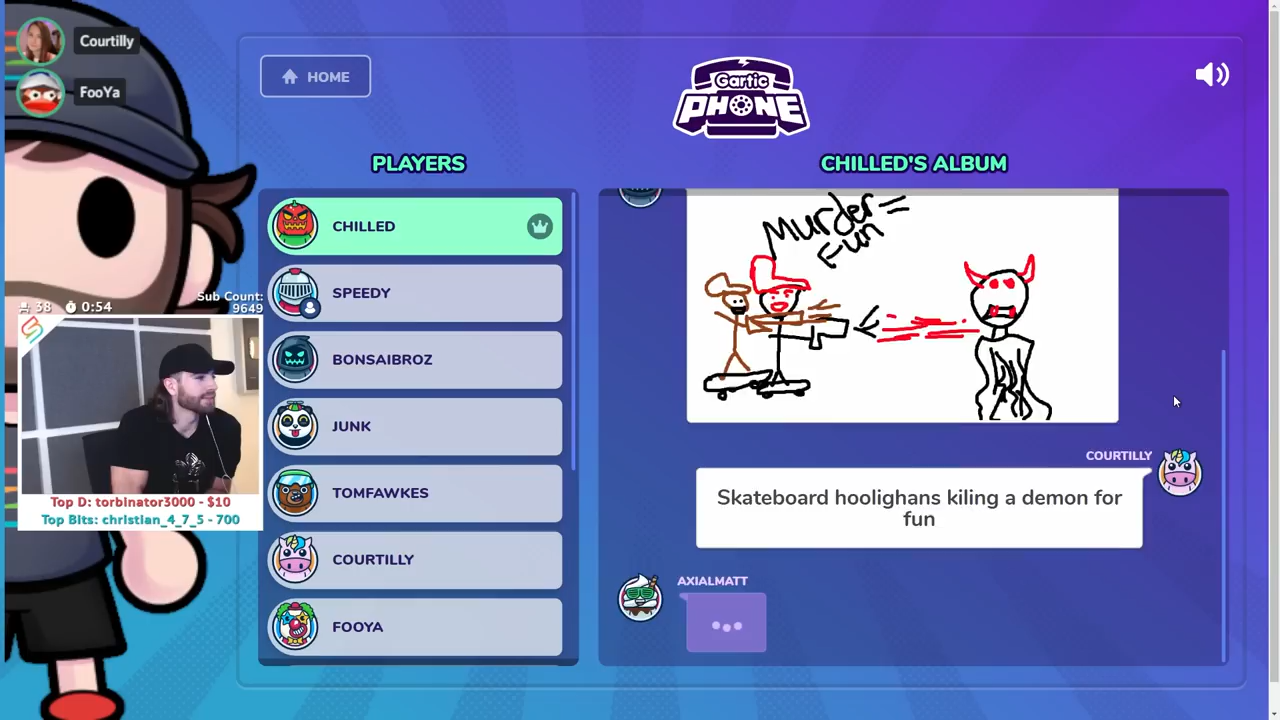 Courtilly
FooYa
HOME
Gartic
PHONE
PLAYERS
CHILLED'S ALBUM
CHILLED
SPEEDY
BONSAIBROZ
JUNK
TOMFAWKES
COURTILLY
FOOYA
Sub Count:
38 0:54 9649
Top D: torbinator3000 - $10
Top Bits: christian_4_7_5 - 700
Murder=
fun
COURTILLY
Skateboard hoolighans kiling a demon for
fun
AXIALMATT